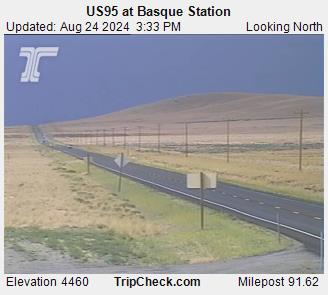 US95 at Basque Station
Updated: Aug 24 2024  3:33 PM Looking North
Elevation 4460 TripCheck.com Milepost 91.62